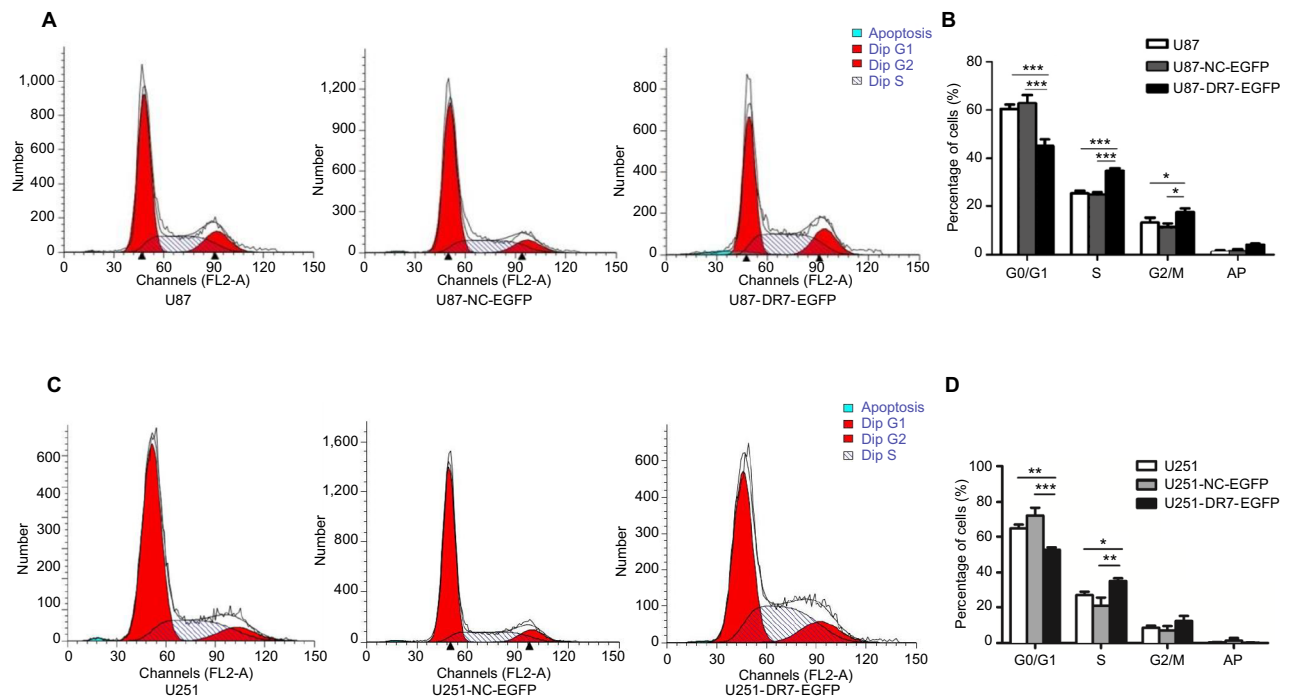 A
Apoptosis
Dip G1
Dip G2
Dip S
Number
1,000
800
600
400
200
0
0 30 60 90 120 150
Channels (FL2-A)
U87
Number
1,200
900
600
300
0
0 30 60 90 120 150
Channels (FL2-A)
U87-NC-EGFP
Number
800
600
400
200
0
0 30 60 90 120 150
Channels (FL2-A)
U87-DR7-EGFP
B
U87
U87-NC-EGFP
U87-DR7-EGFP
Percentage of cells (%)
80
60
40
20
0
*** *** *** *** * *
G0/G1 S G2/M AP
C
Apoptosis
Dip G1
Dip G2
Dip S
Number
600
400
300
200
100
0
0 30 60 90 120 150
Channels (FL2-A)
U251
Number
1,600
1,200
800
400
0
0 30 60 90 120 150
Channels (FL2-A)
U251-NC-EGFP
Number
600
400
200
100
0
0 30 60 90 120 150
Channels (FL2-A)
U251-DR7-EGFP
D
U251
U251-NC-EGFP
U251-DR7-EGFP
Percentage of cells (%)
100
80
60
40
20
0
** *** * **
G0/G1 S G2/M AP